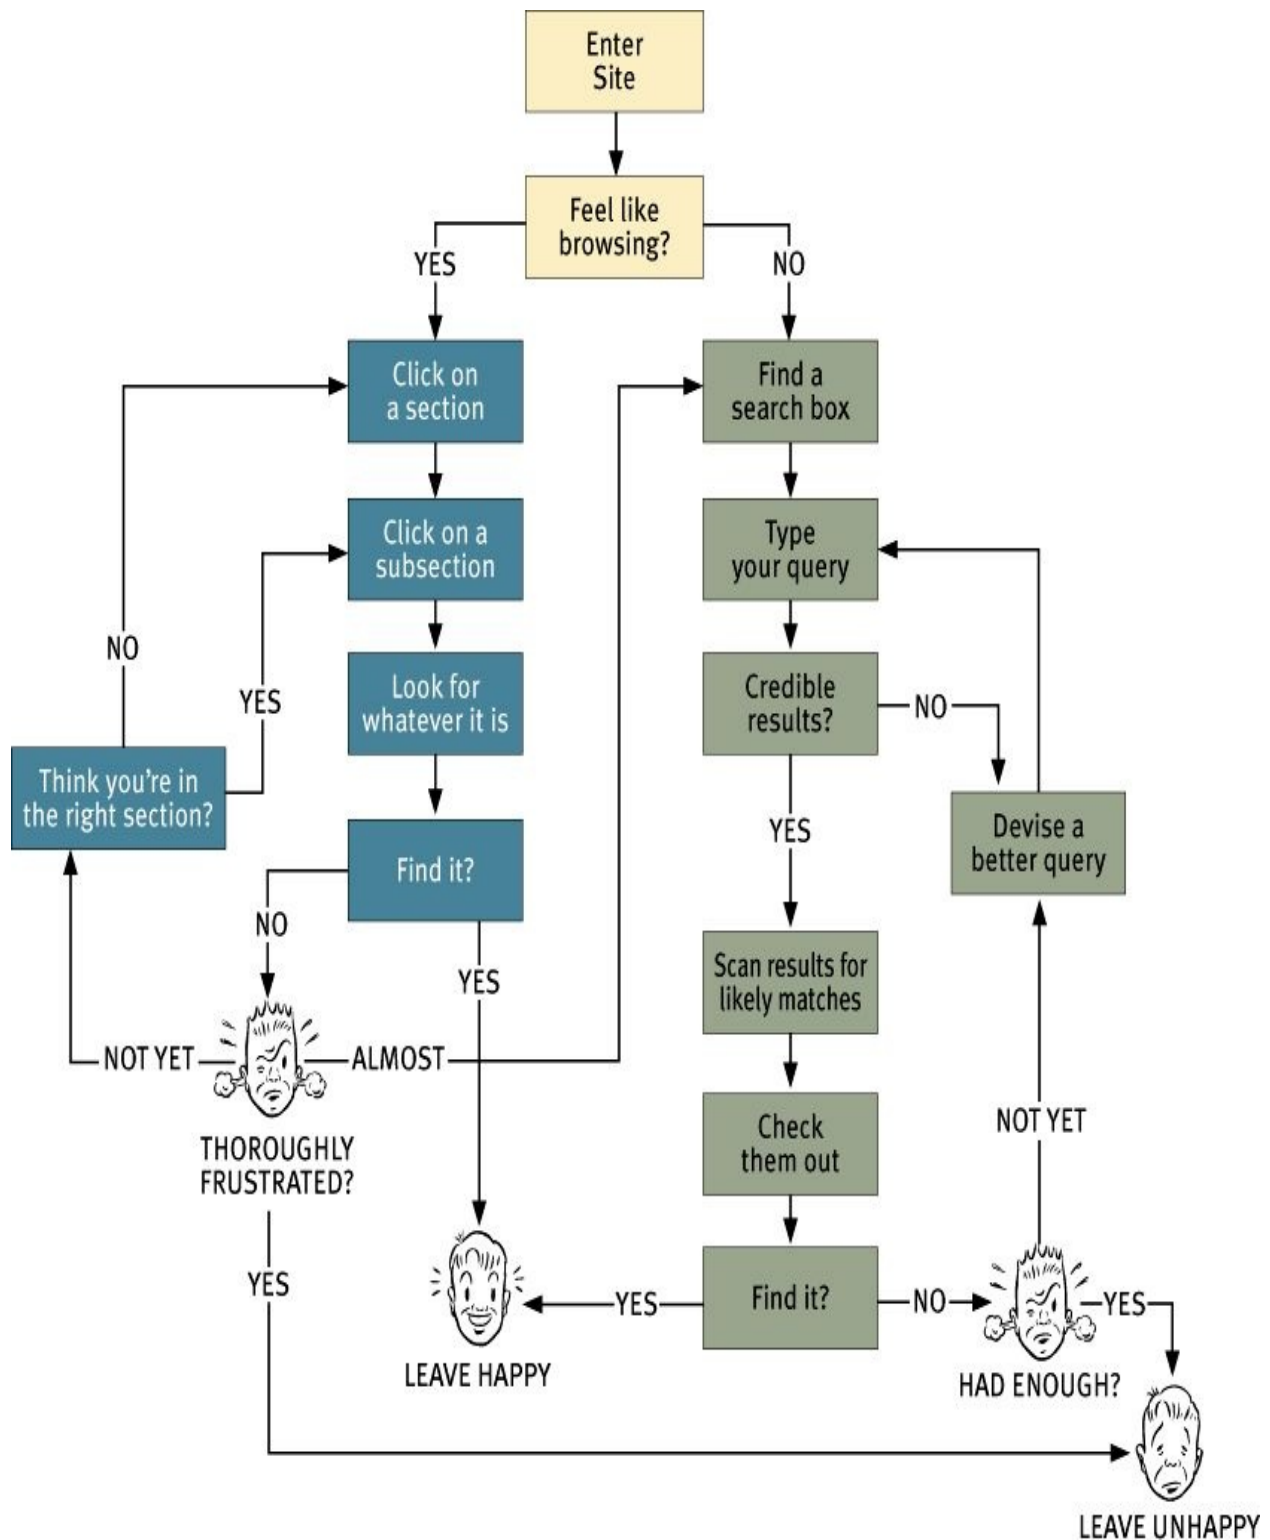 Enter
Site
Feel like
browsing?
YES
NO
Click on
a section
Find a
search box
Click on a
subsection
Type
your query
NO
YES
Look for
whatever it is
Credible
results?
NO
Think you're in
the right section?
YES
Devise a
better query
Find it?
NO
YES
Scan results for
likely matches
NOT YET
ALMOST
THOROUGHLY
FRUSTRATED?
Check
them out
NOT YET
YES
Find it?
YES
NO
YES
LEAVE HAPPY
HAD ENOUGH?
LEAVE UNHAPPY